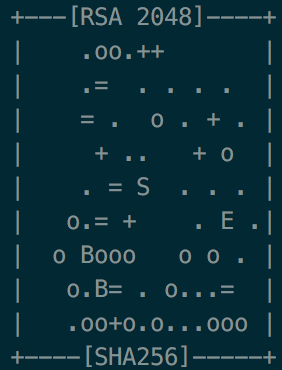 +---[RSA 2048]----+
|     .oo.++      |
|     .=  . . . . |
|     = .  o . + .|
|      + ..   + o |
|     . = S  . . .|
|    o.= +    . E .|
|   o Booo   o o .|
|    o.B= . o...= |
|    .oo+o.o...ooo|
+----[SHA256]-----+